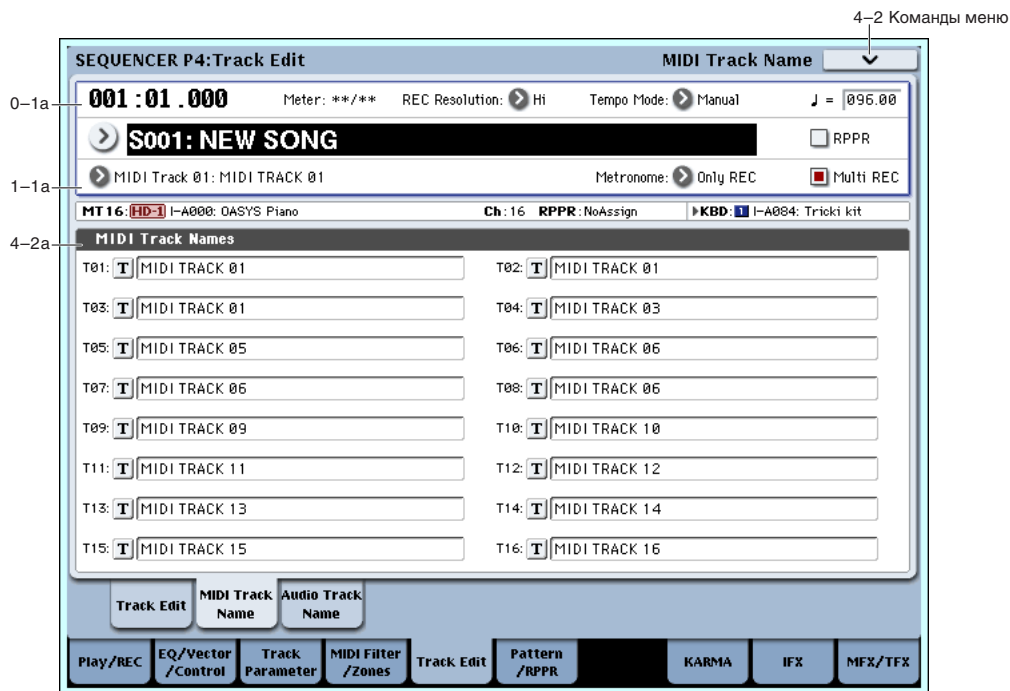 4–2 Команды меню
SEQUENCER P4:Track Edit MIDI Track Name
0–1a 001:01.000 Meter: **/** REC Resolution: Hi Tempo Mode: Manual ♩ = 096.00
S001: NEW SONG RPPR
1–1a MIDI Track 01: MIDI TRACK 01 Metronome: Only REC Multi REC
MT16: HD-1 I-A000: OASYS Piano Ch:16 RPPR:NoAssign ▶KBD: 1 I-A084: Tricki kit
4–2a MIDI Track Names
T01: T MIDI TRACK 01 T02: T MIDI TRACK 01
T03: T MIDI TRACK 01 T04: T MIDI TRACK 03
T05: T MIDI TRACK 05 T06: T MIDI TRACK 06
T07: T MIDI TRACK 06 T08: T MIDI TRACK 06
T09: T MIDI TRACK 09 T10: T MIDI TRACK 10
T11: T MIDI TRACK 11 T12: T MIDI TRACK 12
T13: T MIDI TRACK 13 T14: T MIDI TRACK 14
T15: T MIDI TRACK 15 T16: T MIDI TRACK 16
Track Edit MIDI Track Name Audio Track Name
Play/REC EQ/Vector /Control Track Parameter MIDI Filter /Zones Track Edit Pattern /RPPR KARMA IFX MFX/TFX